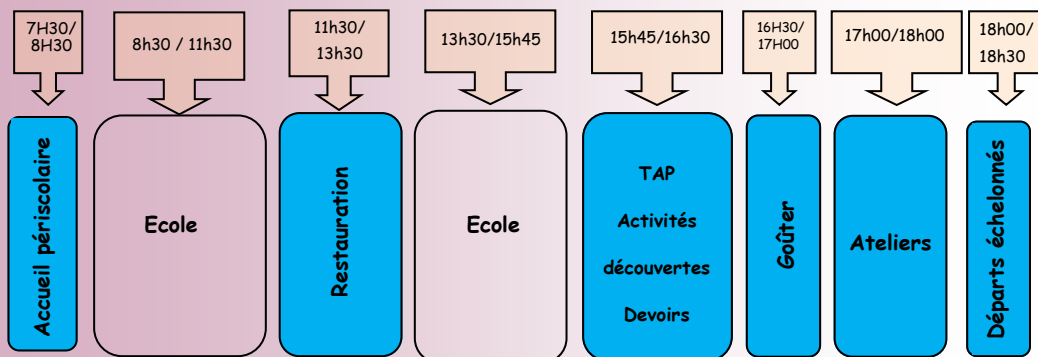 7H30/
8H30
8h30 / 11h30
11h30/
13h30
13h30/15h45
15h45/16h30
16H30/
17H00
17h00/18h00
18h00/
18h30
Accueil périscolaire
Ecole
Restauration
Ecole
TAP
Activités
découvertes
Devoirs
Goûter
Ateliers
Départs échelonnés